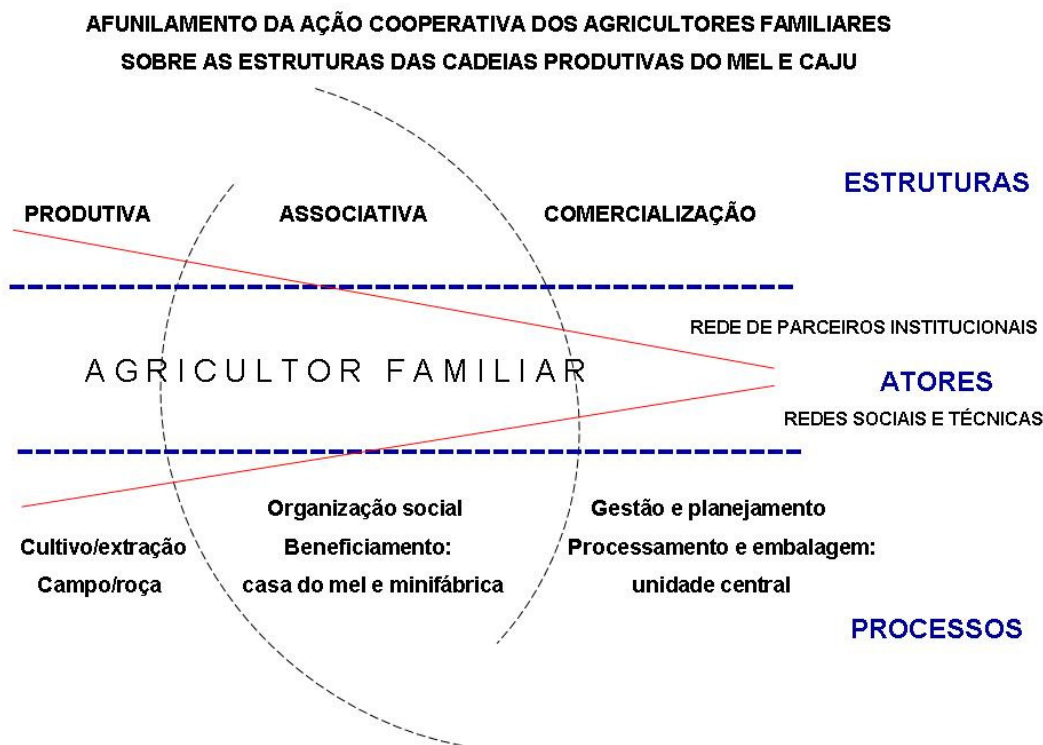 AFUNILAMENTO DA AÇÃO COOPERATIVA DOS AGRICULTORES FAMILIARES
SOBRE AS ESTRUTURAS DAS CADEIAS PRODUTIVAS DO MEL E CAJU
ESTRUTURAS
PRODUTIVA
ASSOCIATIVA
COMERCIALIZAÇÃO
REDE DE PARCEIROS INSTITUCIONAIS
AGRICULTOR FAMILIAR
ATORES
REDES SOCIAIS E TÉCNICAS
Cultivo/extração
Campo/roça
Organização social
Beneficiamento:
casa do mel e minifábrica
Gestão e planejamento
Processamento e embalagem:
unidade central
PROCESSOS